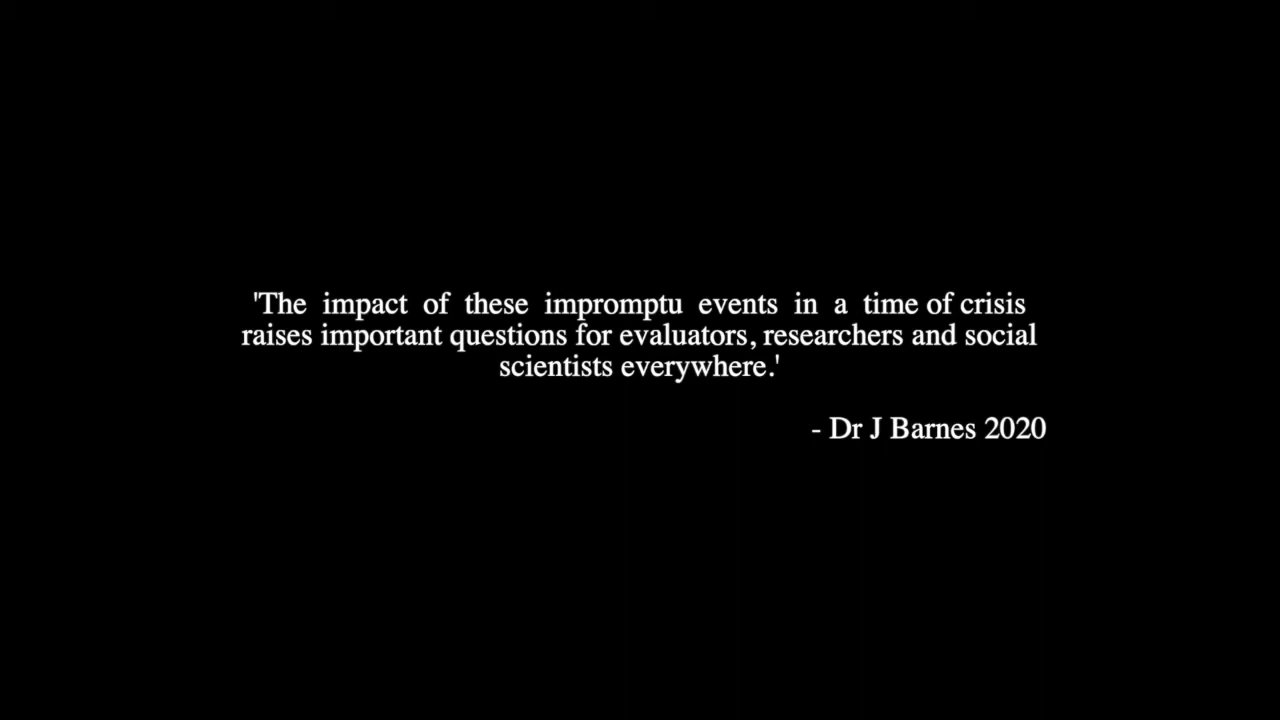 'The impact of these impromptu events in a time of crisis
raises important questions for evaluators, researchers and social
scientists everywhere.'
- Dr J Barnes 2020